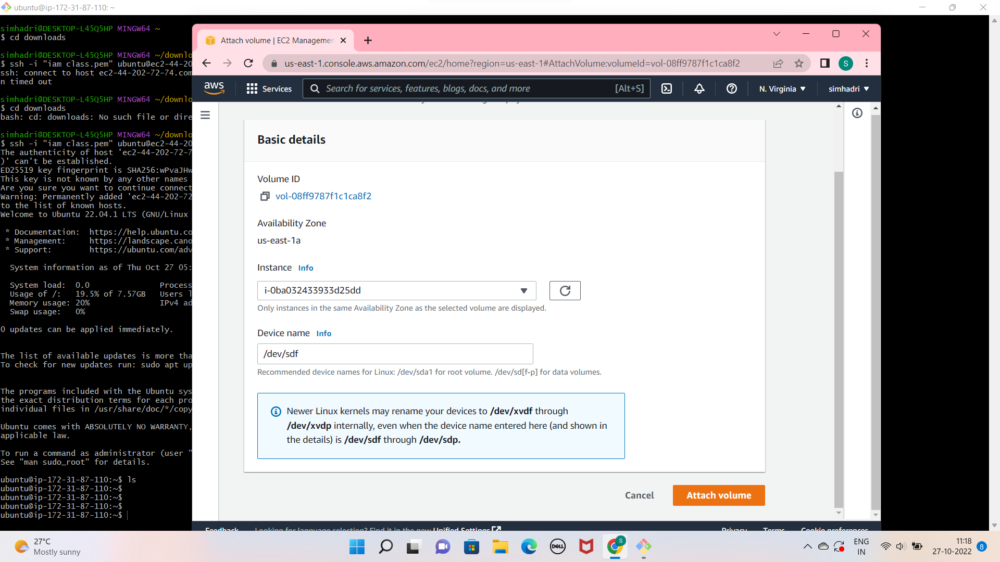 ubuntu@ip-172-31-87-110: ~
simhadri@DESKTOP-L45Q5HP MINGW64 ~
$ cd downloads
simhadri@DESKTOP-L45Q5HP MINGW64 ~/downlo
$ ssh -i "iam class.pem" ubuntu@ec2-44-20
ssh: connect to host ec2-44-202-72-74.com
n timed out
simhadri@DESKTOP-L45Q5HP MINGW64 ~/downlo
$ cd downloads
bash: cd: downloads: No such file or dire
simhadri@DESKTOP-L45Q5HP MINGW64 ~/downlo
$ ssh -i "iam class.pem" ubuntu@ec2-44-20
The authenticity of host 'ec2-44-202-72-7
)' can't be established.
ED25519 key fingerprint is SHA256:wPvaJHw
This key is not known by any other names
Are you sure you want to continue connect
Warning: Permanently added 'ec2-44-202-72
to the list of known hosts.
Welcome to Ubuntu 22.04.1 LTS (GNU/Linux
* Documentation: https://help.ubuntu.co
* Management: https://landscape.cano
* Support: https://ubuntu.com/adv
System information as of Thu Oct 27 05:
System load: 0.0 Process
Usage of /: 19.5% of 7.57GB Users l
Memory usage: 20% IPv4 ad
Swap usage: 0%
0 updates can be applied immediately.
The list of available updates is more tha
To check for new updates run: sudo apt up
The programs included with the Ubuntu sys
the exact distribution terms for each pro
individual files in /usr/share/doc/*/copy
Ubuntu comes with ABSOLUTELY NO WARRANTY,
applicable law.
To run a command as administrator (user "
See "man sudo_root" for details.
ubuntu@ip-172-31-87-110:~$ ls
ubuntu@ip-172-31-87-110:~$
ubuntu@ip-172-31-87-110:~$
ubuntu@ip-172-31-87-110:~$
ubuntu@ip-172-31-87-110:~$
Attach volume | EC2 Managemen
us-east-1.console.aws.amazon.com/ec2/home?region=us-east-1#AttachVolume:volumeId=vol-08ff9787f1c1ca8f2
S
aws
Services
Search for services, features, blogs, docs, and more [Alt+S]
N. Virginia
simhadri
Basic details
Volume ID
vol-08ff9787f1c1ca8f2
Availability Zone
us-east-1a
Instance Info
i-0ba032433933d25dd
Only instances in the same Availability Zone as the selected volume are displayed.
Device name Info
/dev/sdf
Recommended device names for Linux: /dev/sda1 for root volume. /dev/sd[f-p] for data volumes.
Newer Linux kernels may rename your devices to /dev/xvdf through
/dev/xvdp internally, even when the device name entered here (and shown in
the details) is /dev/sdf through /dev/sdp.
Cancel
Attach volume
Feedback Looking for language selection? Find it in the new Unified Settings Privacy Terms Cookie preferences
27°C
Mostly sunny
DELL
S
ENG
IN
11:18
27-10-2022
8